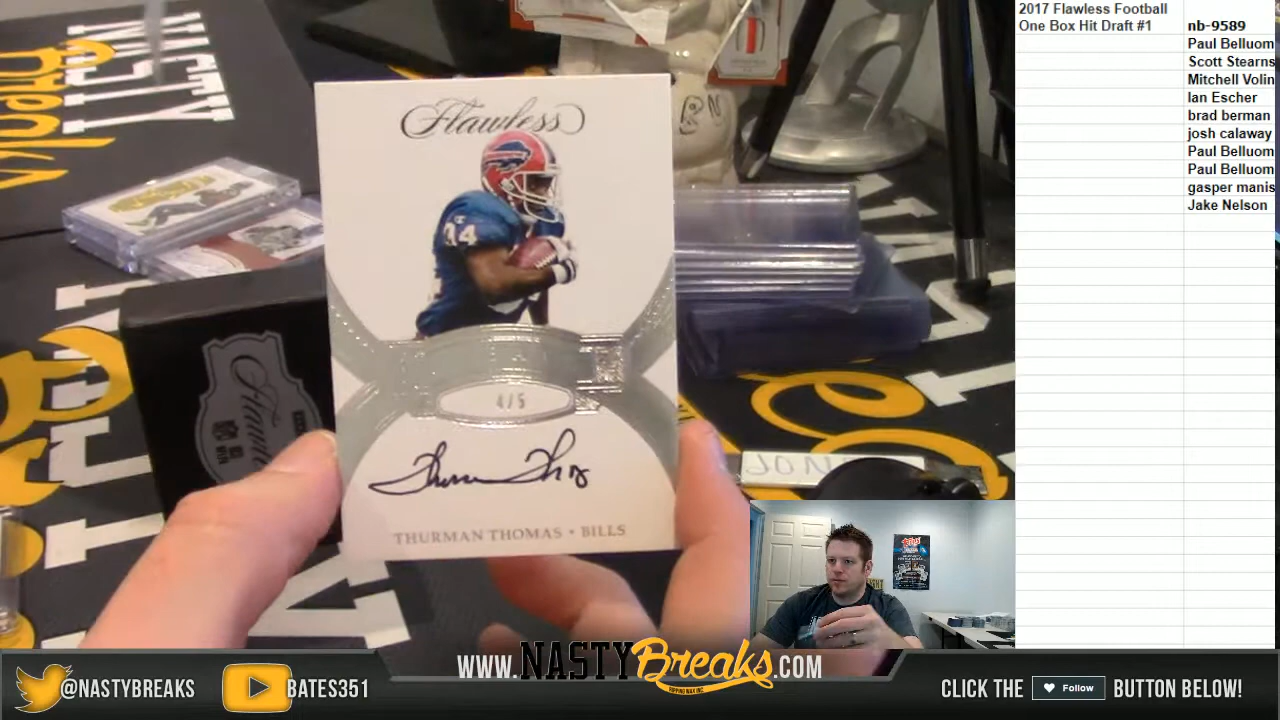 2017 Flawless Football
One Box Hit Draft #1
nb-9589
Paul Belluom
Scott Stearns
Mitchell Volin
Ian Escher
brad berman
josh calaway
Paul Belluom
Paul Belluom
gasper manis
Jake Nelson
Flawless
34
4/5
THURMAN THOMAS • BILLS
JON
WWW.NASTYBreaks.COM
@NASTYBREAKS
BATES351
CLICK THE Follow BUTTON BELOW!